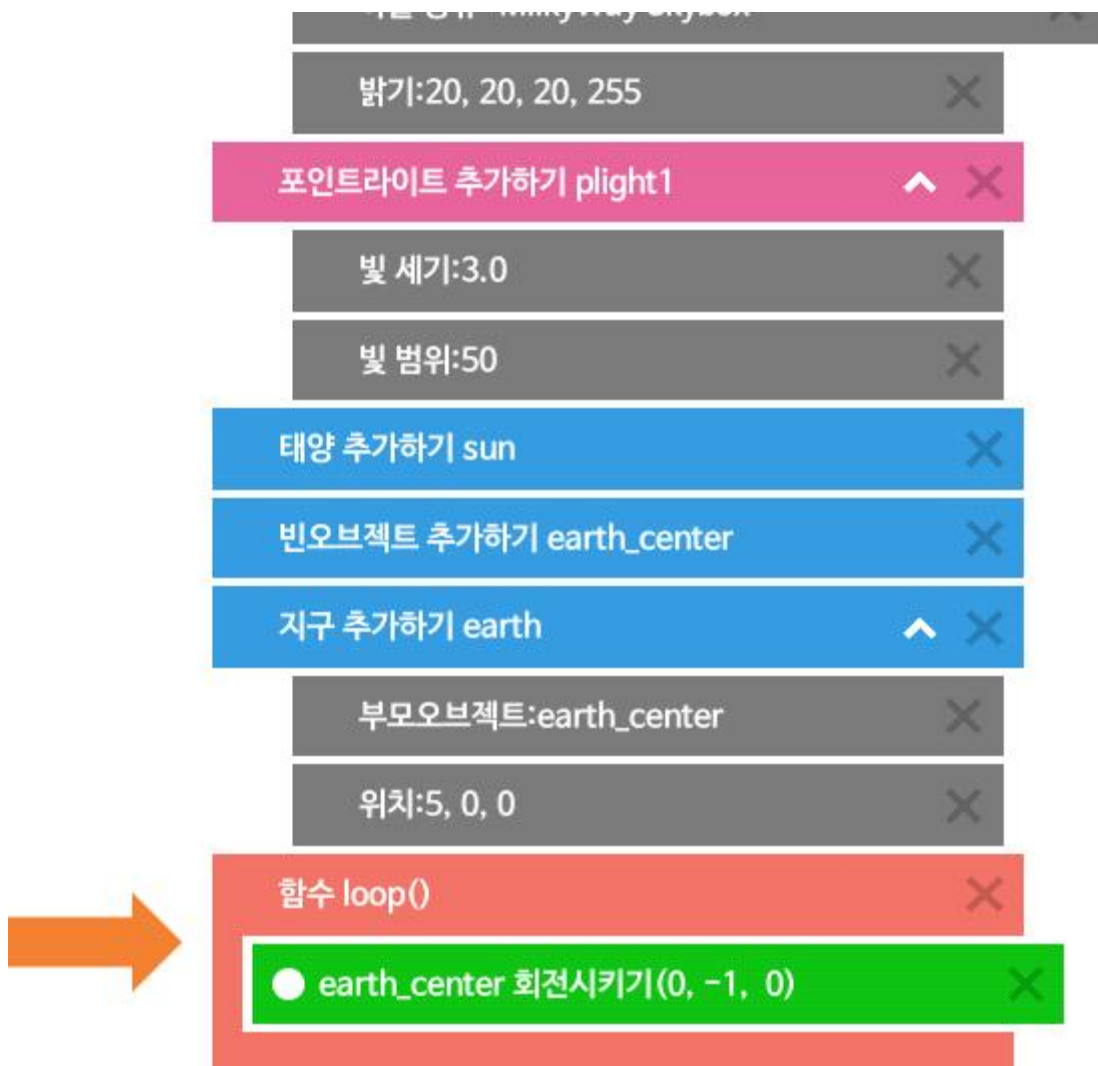 MilkyWay Skybox
밝기:20, 20, 20, 255
포인트라이트 추가하기 plight1
빛 세기:3.0
빛 범위:50
태양 추가하기 sun
빈오브젝트 추가하기 earth_center
지구 추가하기 earth
부모오브젝트:earth_center
위치:5, 0, 0
함수 loop()
earth_center 회전시키기(0, -1, 0)